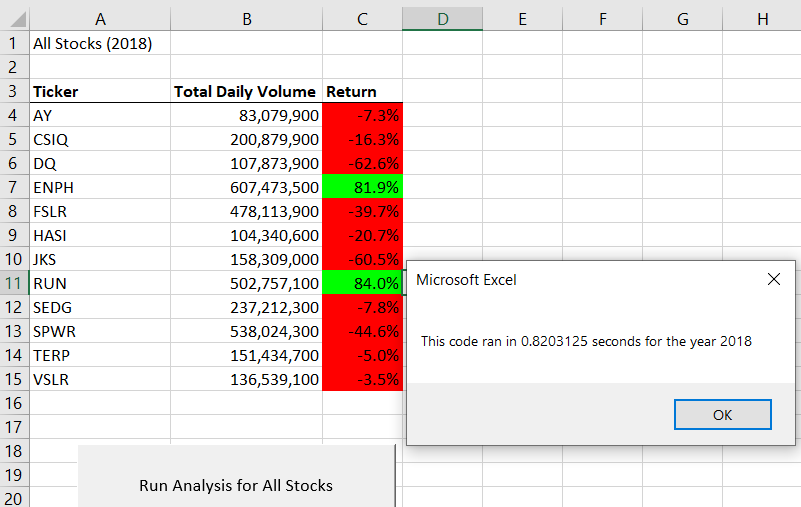 A B C D E F G H
1 All Stocks (2018)
2
3 Ticker Total Daily Volume Return
4 AY 83,079,900 -7.3%
5 CSIQ 200,879,900 -16.3%
6 DQ 107,873,900 -62.6%
7 ENPH 607,473,500 81.9%
8 FSLR 478,113,900 -39.7%
9 HASI 104,340,600 -20.7%
10 JKS 158,309,000 -60.5%
11 RUN 502,757,100 84.0%
12 SEDG 237,212,300 -7.8%
13 SPWR 538,024,300 -44.6%
14 TERP 151,434,700 -5.0%
15 VSLR 136,539,100 -3.5%
16
17
18
19
20
Run Analysis for All Stocks
Microsoft Excel
This code ran in 0.8203125 seconds for the year 2018
OK